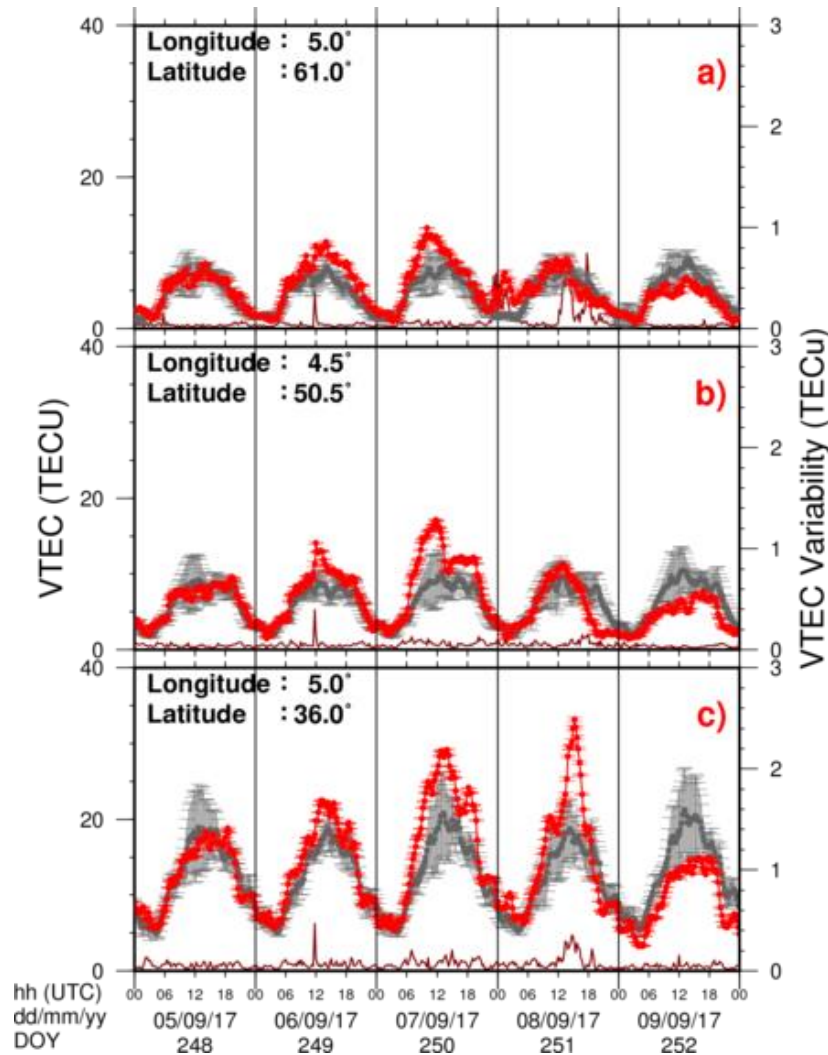 40
3
Longitude : 5.0°
Latitude : 61.0°
a)
2
20
1
0
0
40
3
Longitude : 4.5°
Latitude : 50.5°
b)
2
20
1
0
0
40
3
Longitude : 5.0°
Latitude : 36.0°
c)
2
20
1
0
0
VTEC (TECU)
VTEC Variability (TECu)
hh (UTC) 00 06 12 18 00 06 12 18 00 06 12 18 00 06 12 18 00 06 12 18 00
dd/mm/yy 05/09/17 06/09/17 07/09/17 08/09/17 09/09/17
DOY 248 249 250 251 252